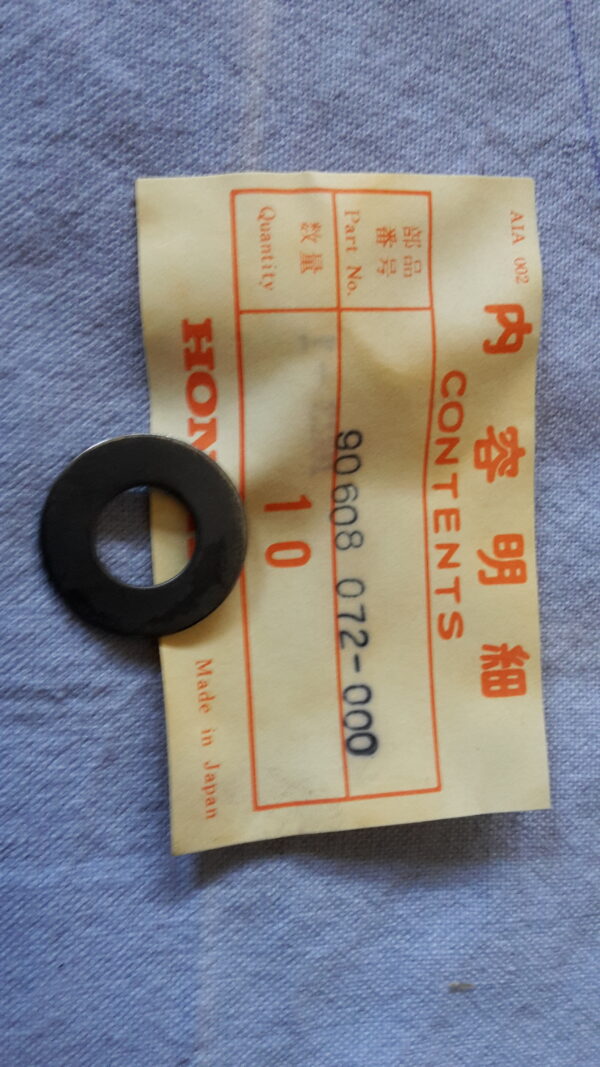 AIA 002
内容明細
CONTENTS
部品
番号
Part No.
90608 072-000
数量
Quantity
10
Made in Japan